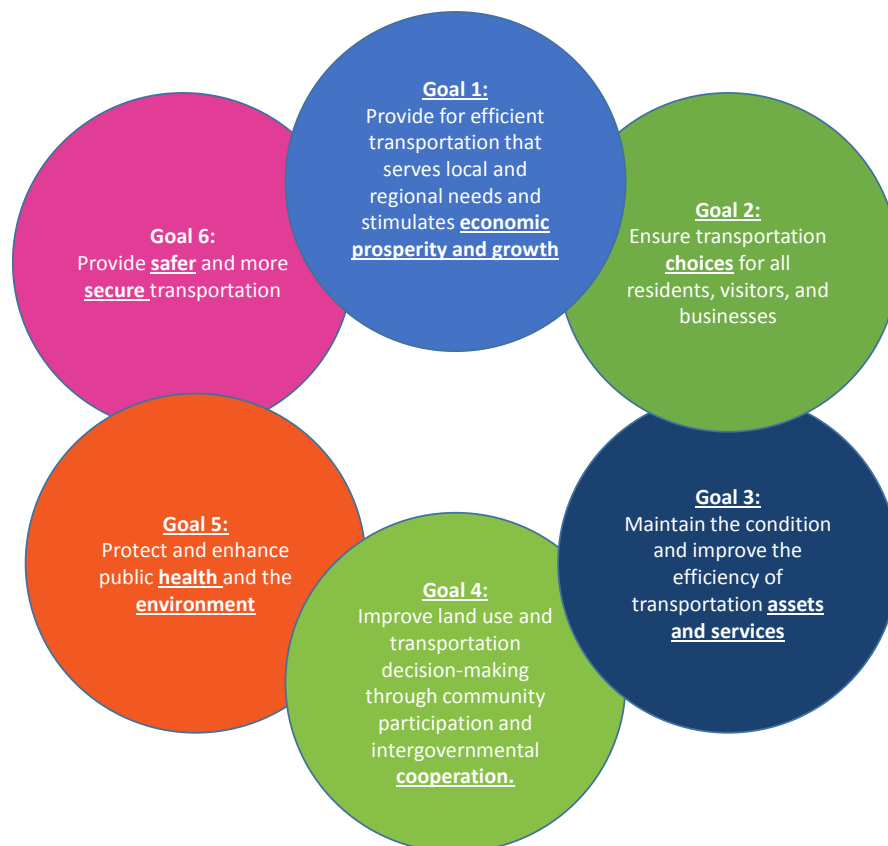 Goal 1:
Provide for efficient
transportation that
serves local and
regional needs and
stimulates economic
prosperity and growth
Goal 2:
Ensure transportation
choices for all
residents, visitors, and
businesses
Goal 3:
Maintain the condition
and improve the
efficiency of
transportation assets
and services
Goal 4:
Improve land use and
transportation
decision-making
through community
participation and
intergovernmental
cooperation.
Goal 5:
Protect and enhance
public health and the
environment
Goal 6:
Provide safer and more
secure transportation